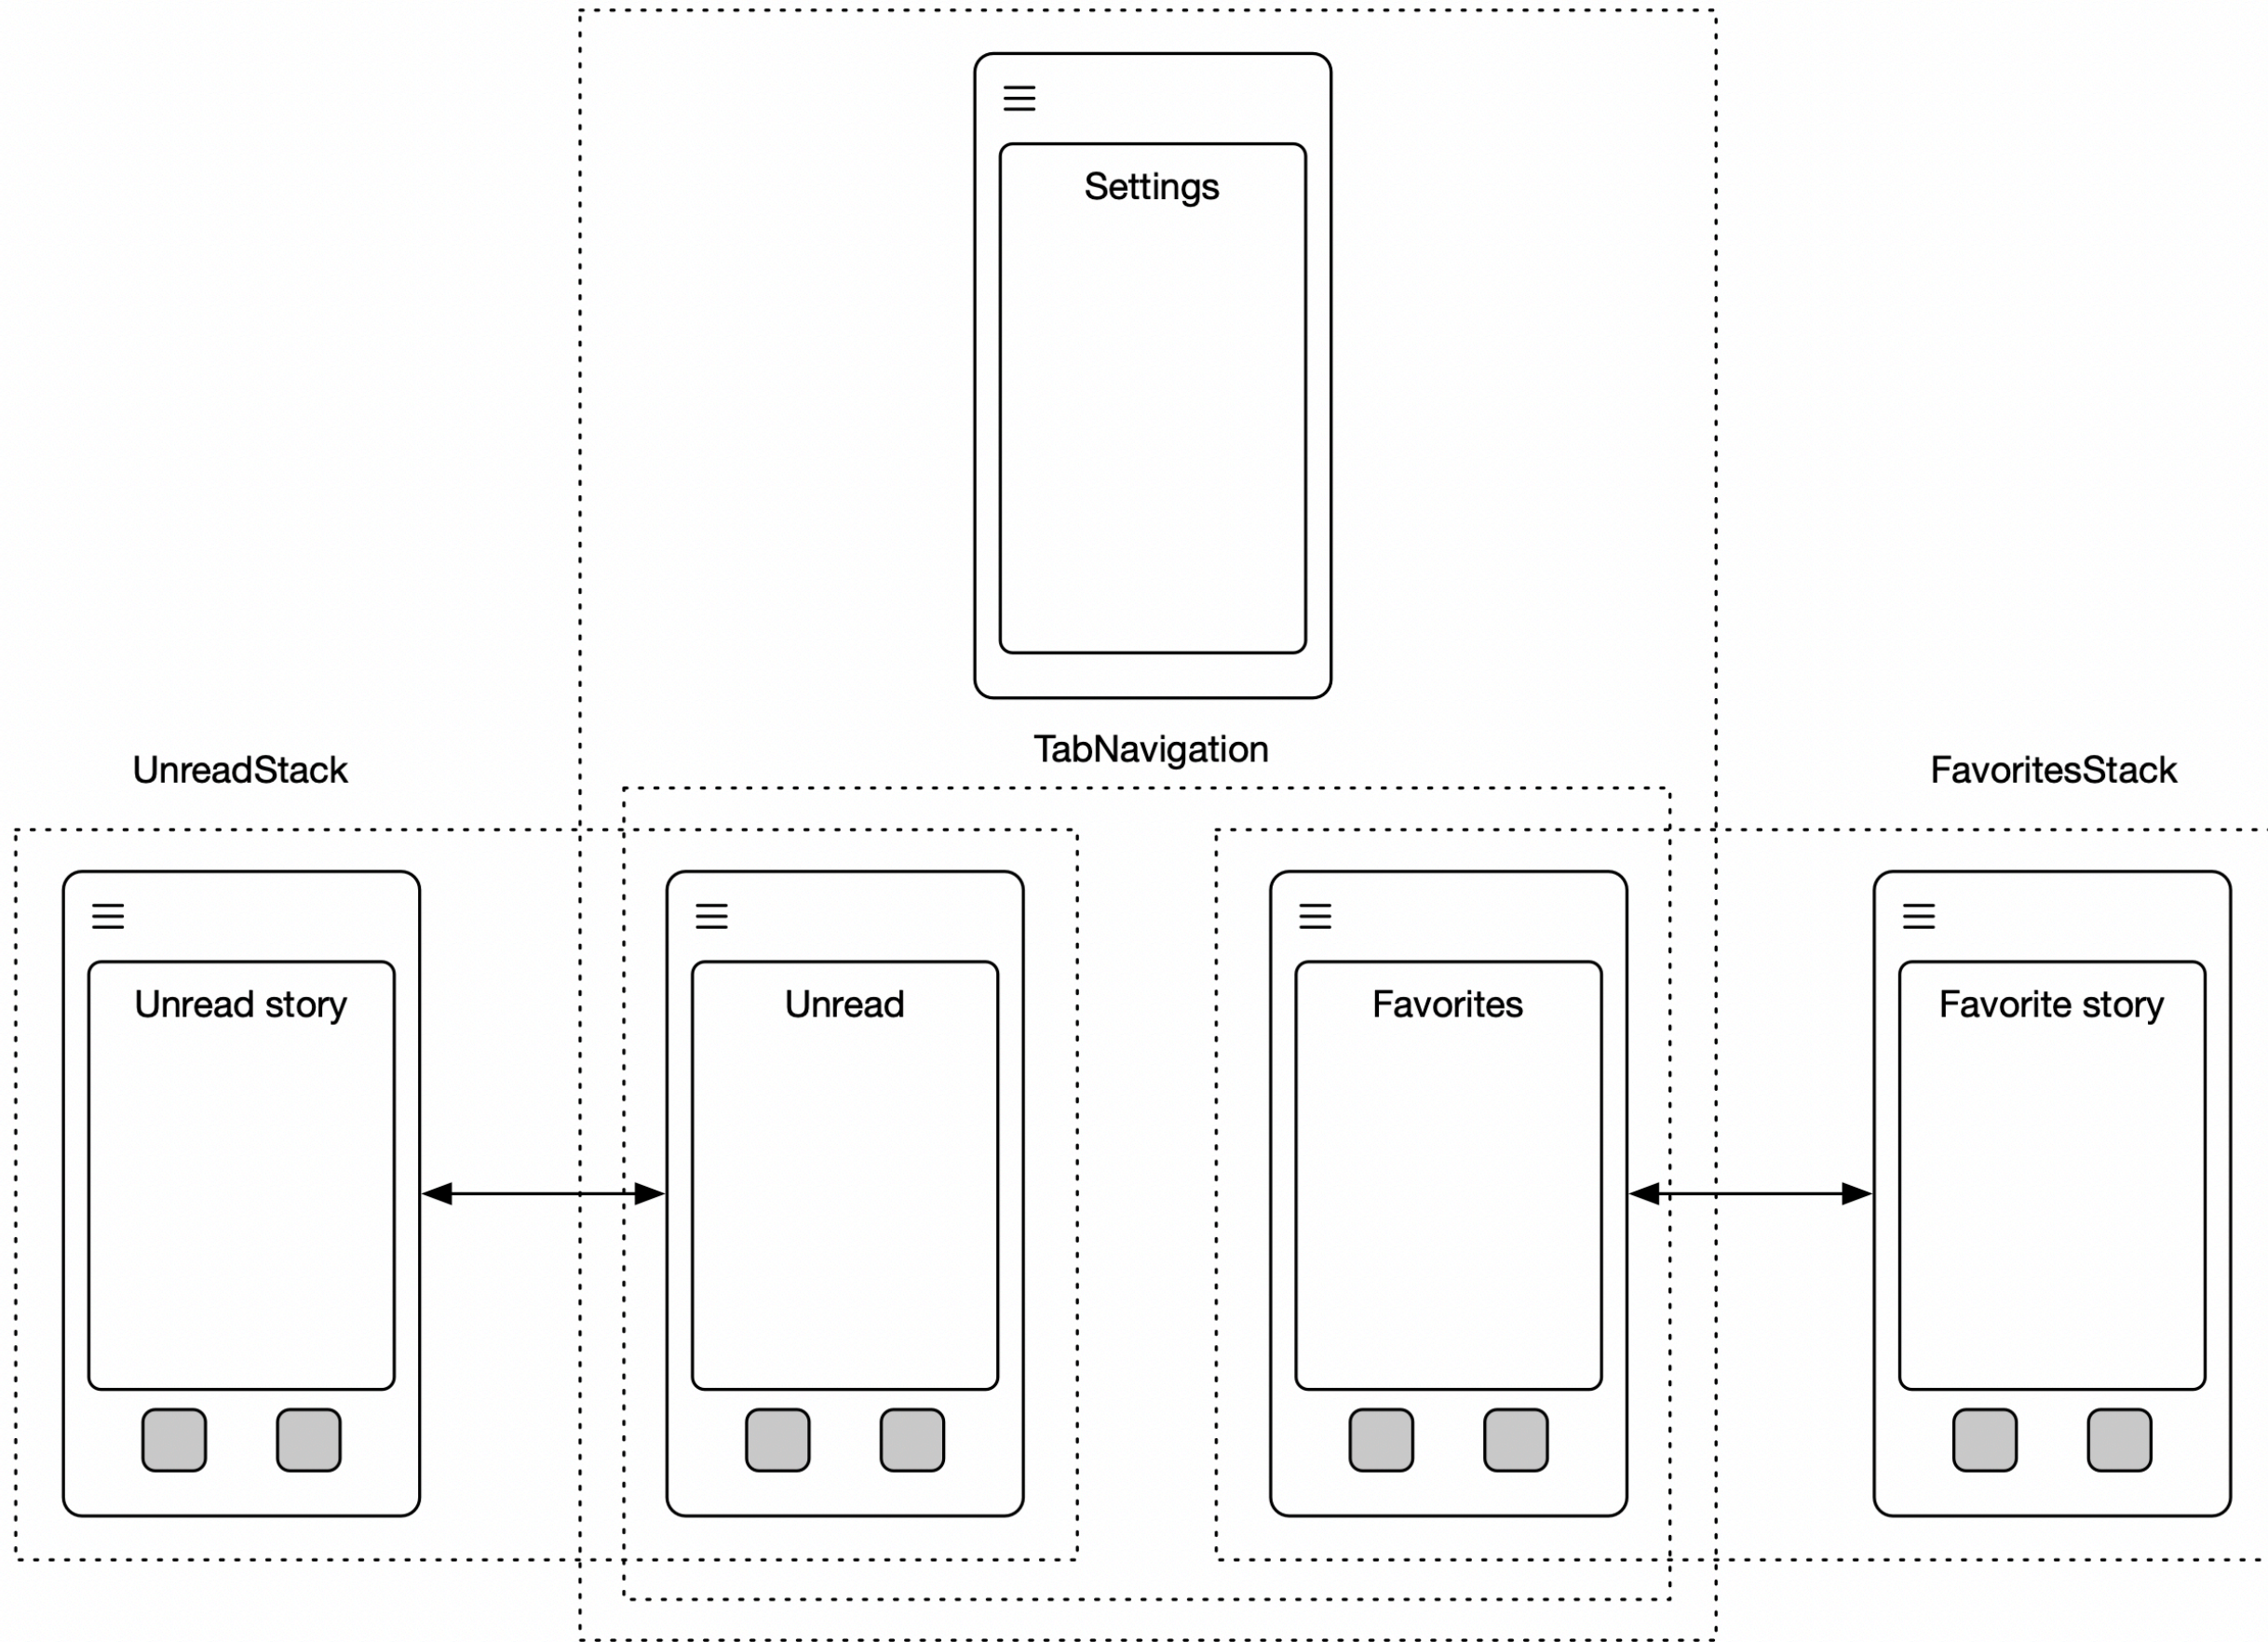 Settings
TabNavigation
UnreadStack
FavoritesStack
Unread story
Unread
Favorites
Favorite story